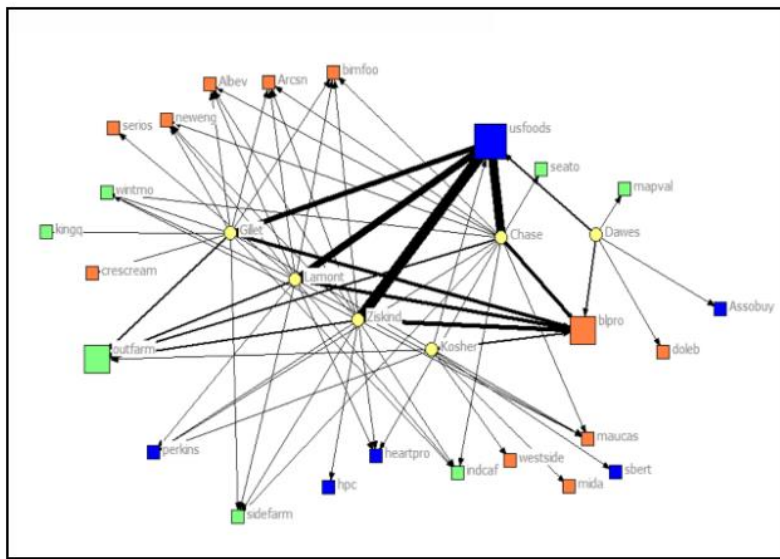 bimfoo
Albev
Arcsn
neweng
serios
usfoods
seato
mapval
wintmo
kingq
Gilet
Chase
Dawes
crescream
Lamont
Assobuy
Zisknd
blpro
outfarm
Kosher
doleb
maucas
perkins
heartpro
westside
indcaf
sbert
hpc
mida
sidefarm